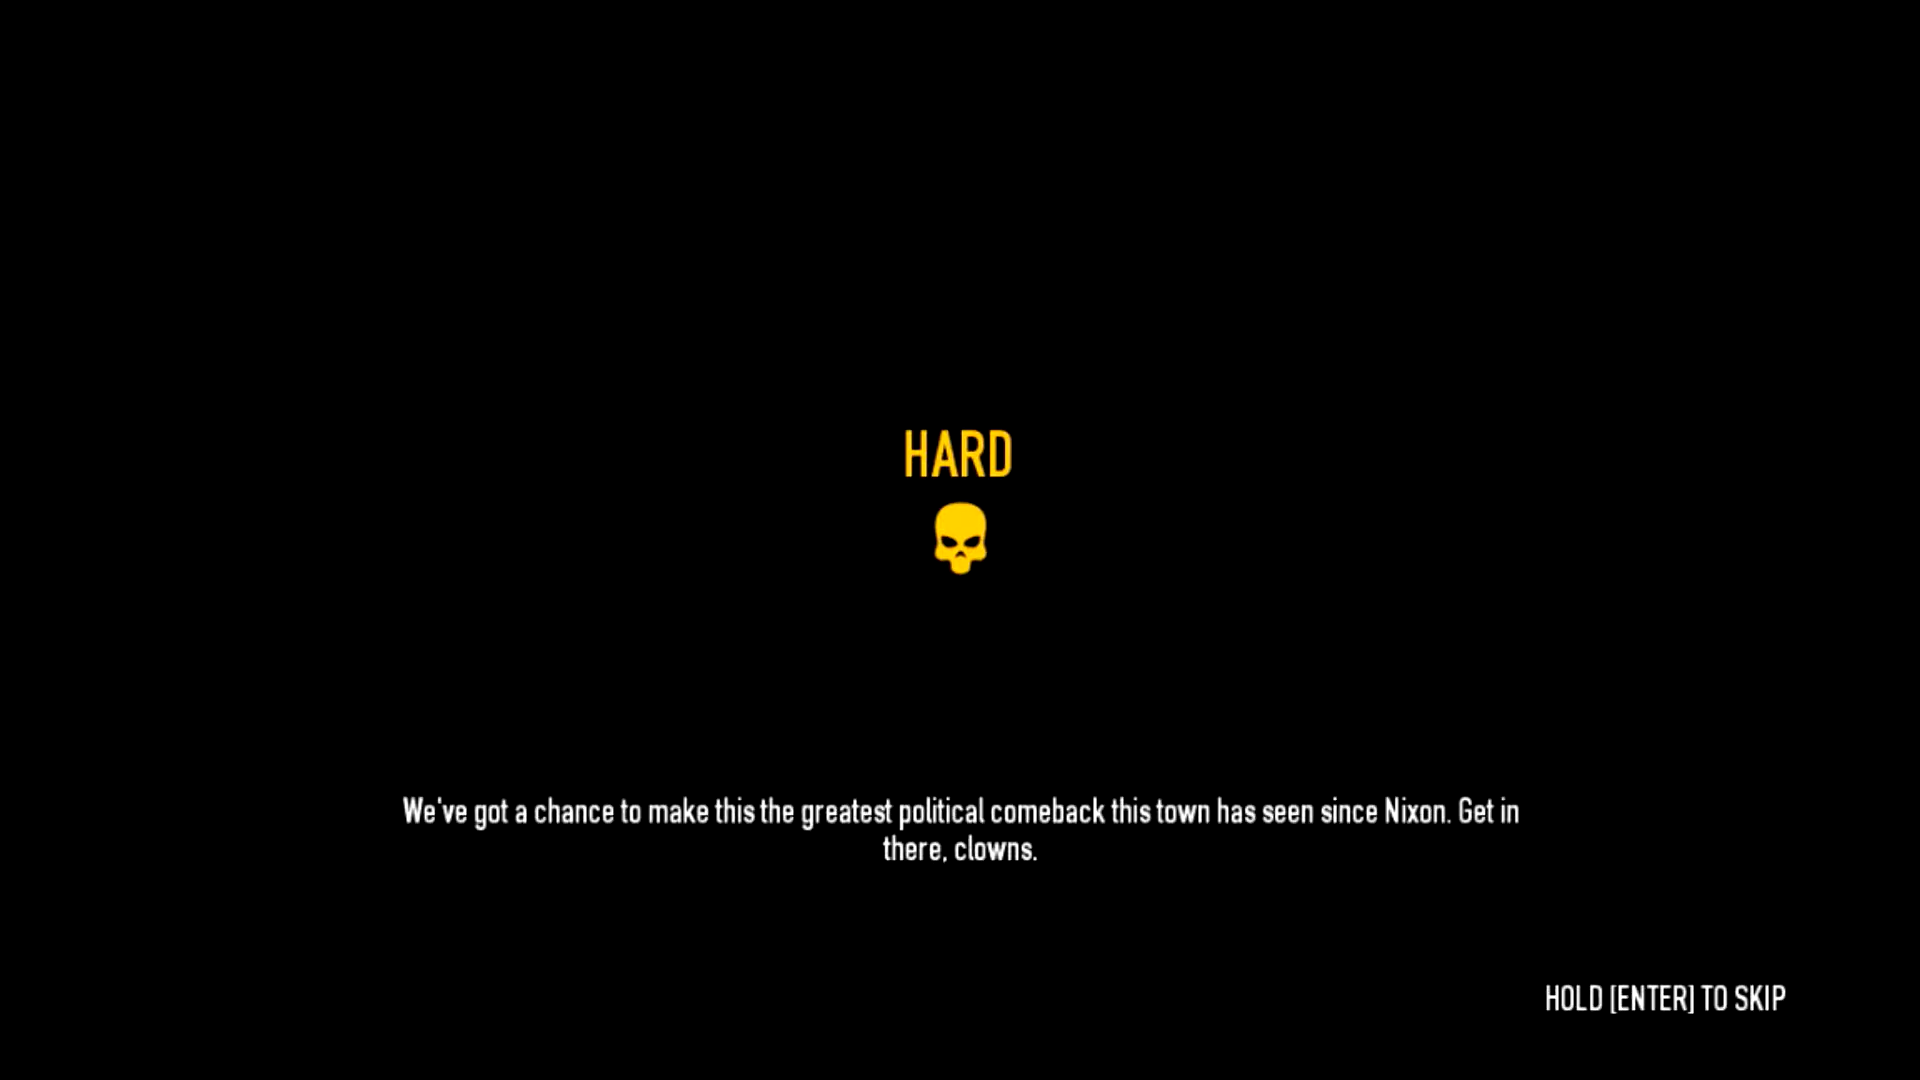 HARD
We've got a chance to make this the greatest political comeback this town has seen since Nixon. Get in
there, clowns.
HOLD [ENTER] TO SKIP